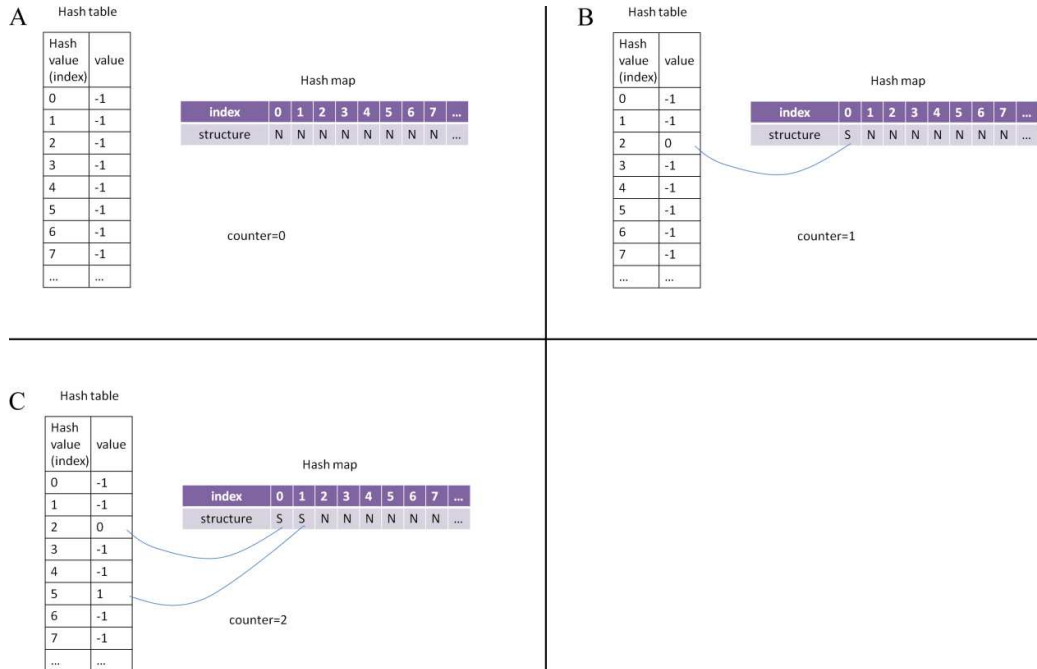 A
Hash table
Hash
value
(index) value
0 -1
1 -1
2 -1
3 -1
4 -1
5 -1
6 -1
7 -1
... ...
Hash map
index 0 1 2 3 4 5 6 7 ...
structure N N N N N N N N ...
counter=0
B
Hash table
Hash
value
(index) value
0 -1
1 -1
2 0
3 -1
4 -1
5 -1
6 -1
7 -1
... ...
Hash map
index 0 1 2 3 4 5 6 7 ...
structure S N N N N N N N ...
counter=1
C
Hash table
Hash
value
(index) value
0 -1
1 -1
2 0
3 -1
4 -1
5 1
6 -1
7 -1
... ...
Hash map
index 0 1 2 3 4 5 6 7 ...
structure S S N N N N N N ...
counter=2